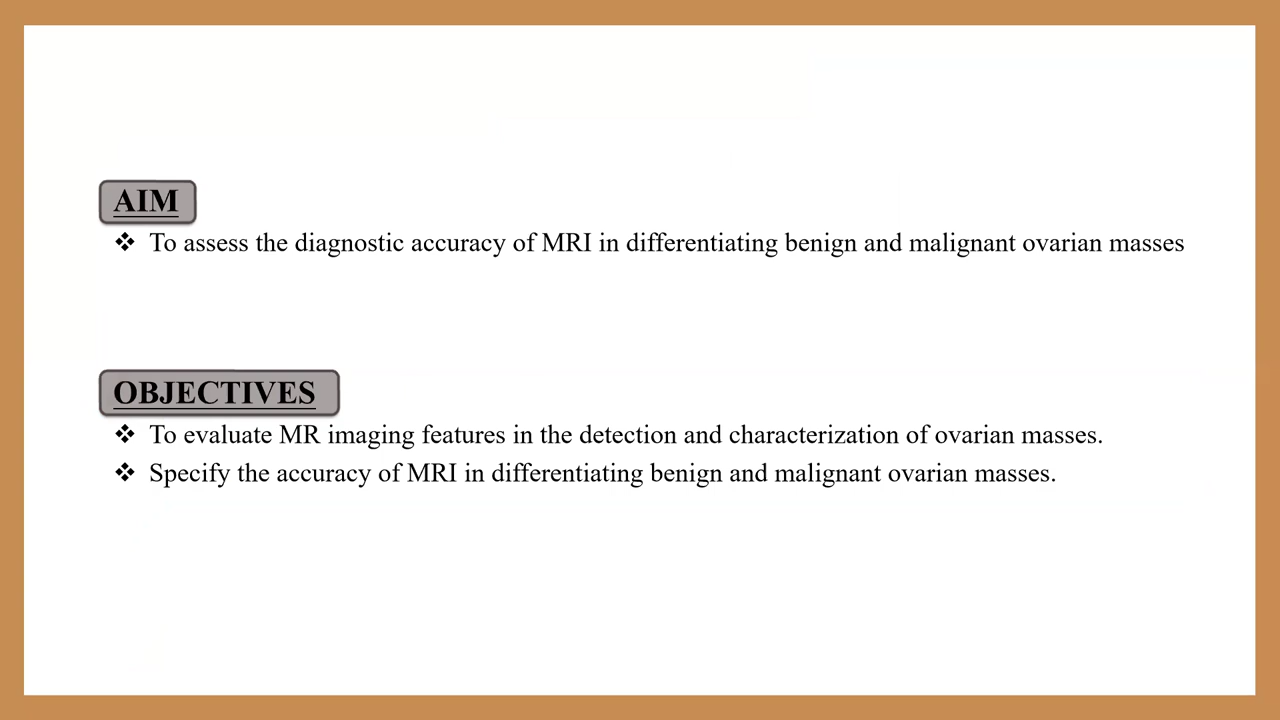 AIM
❖ To assess the diagnostic accuracy of MRI in differentiating benign and malignant ovarian masses
OBJECTIVES
❖ To evaluate MR imaging features in the detection and characterization of ovarian masses.
❖ Specify the accuracy of MRI in differentiating benign and malignant ovarian masses.